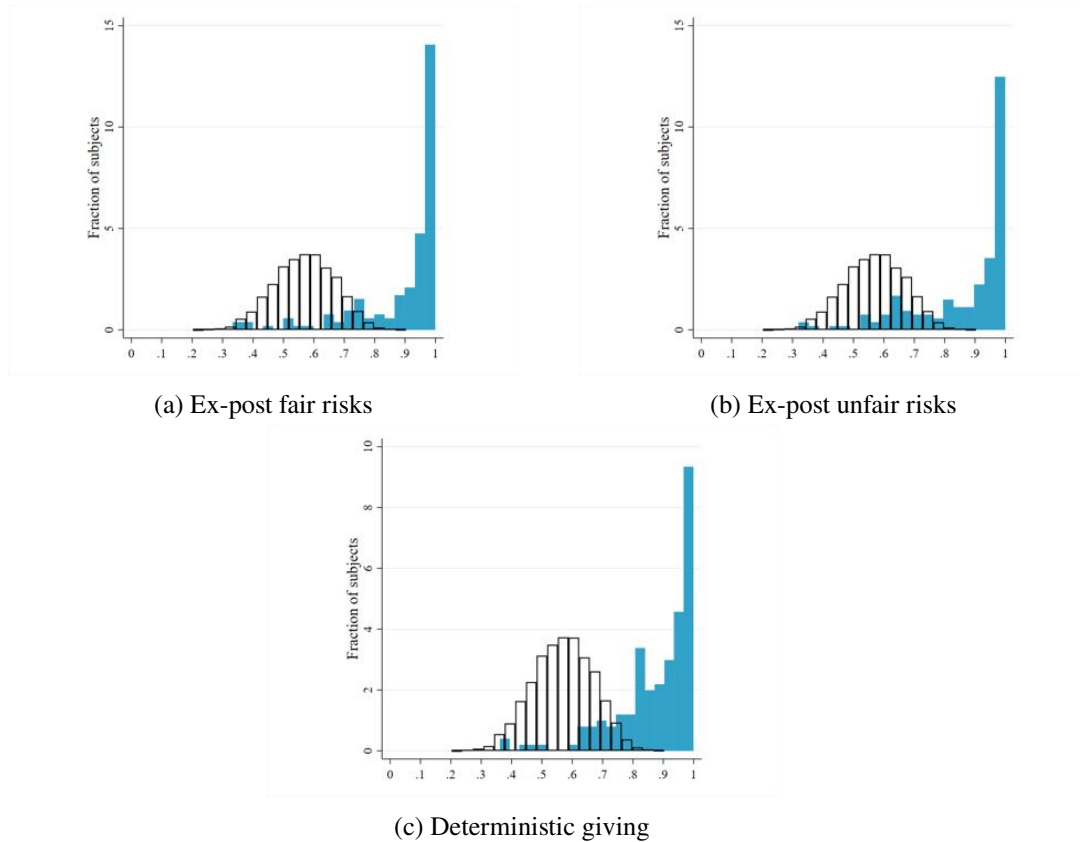 15
10
5
0
Fraction of subjects
0 .1 .2 .3 .4 .5 .6 .7 .8 .9 1
(a) Ex-post fair risks
15
10
5
0
Fraction of subjects
0 .1 .2 .3 .4 .5 .6 .7 .8 .9 1
(b) Ex-post unfair risks
10
8
6
4
2
0
Fraction of subjects
0 .1 .2 .3 .4 .5 .6 .7 .8 .9 1
(c) Deterministic giving